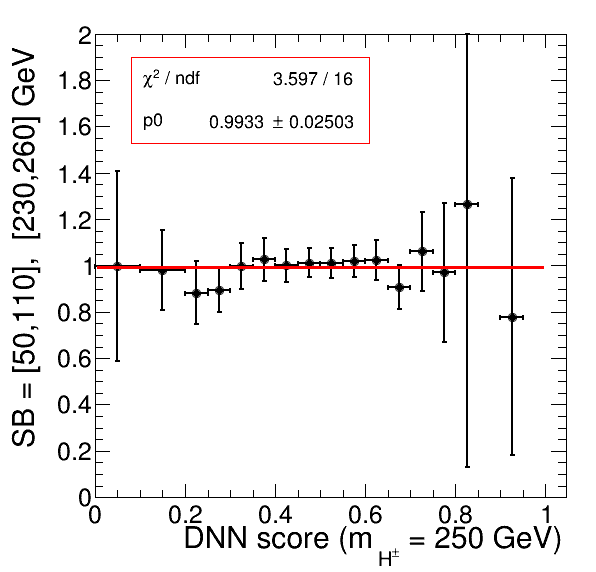 SB = [50,110], [230,260] GeV
2
1.8
1.6
1.4
1.2
1
0.8
0.6
0.4
0.2
0
χ² / ndf 3.597 / 16
p0 0.9933 ± 0.02503
0 0.2 0.4 0.6 0.8 1
DNN score (m_H± = 250 GeV)